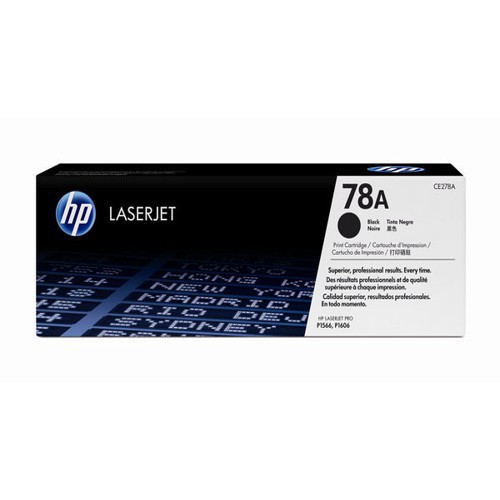 hp
LASERJET
78A
CE278A
Black Tinta Negra
Noire 黑色
Print Cartridge / Cartouche d'Impression /
Cartucho de Impresión / 打印硒鼓
Superior, professional results. Every time.
Des résultats professionnels et de qualité
supérieure à chaque impression.
Calidad superior, resultados profesionales.
En todo momento.
HP LASERJET PRO
P1566, P1606
MADRID
SYDNEY